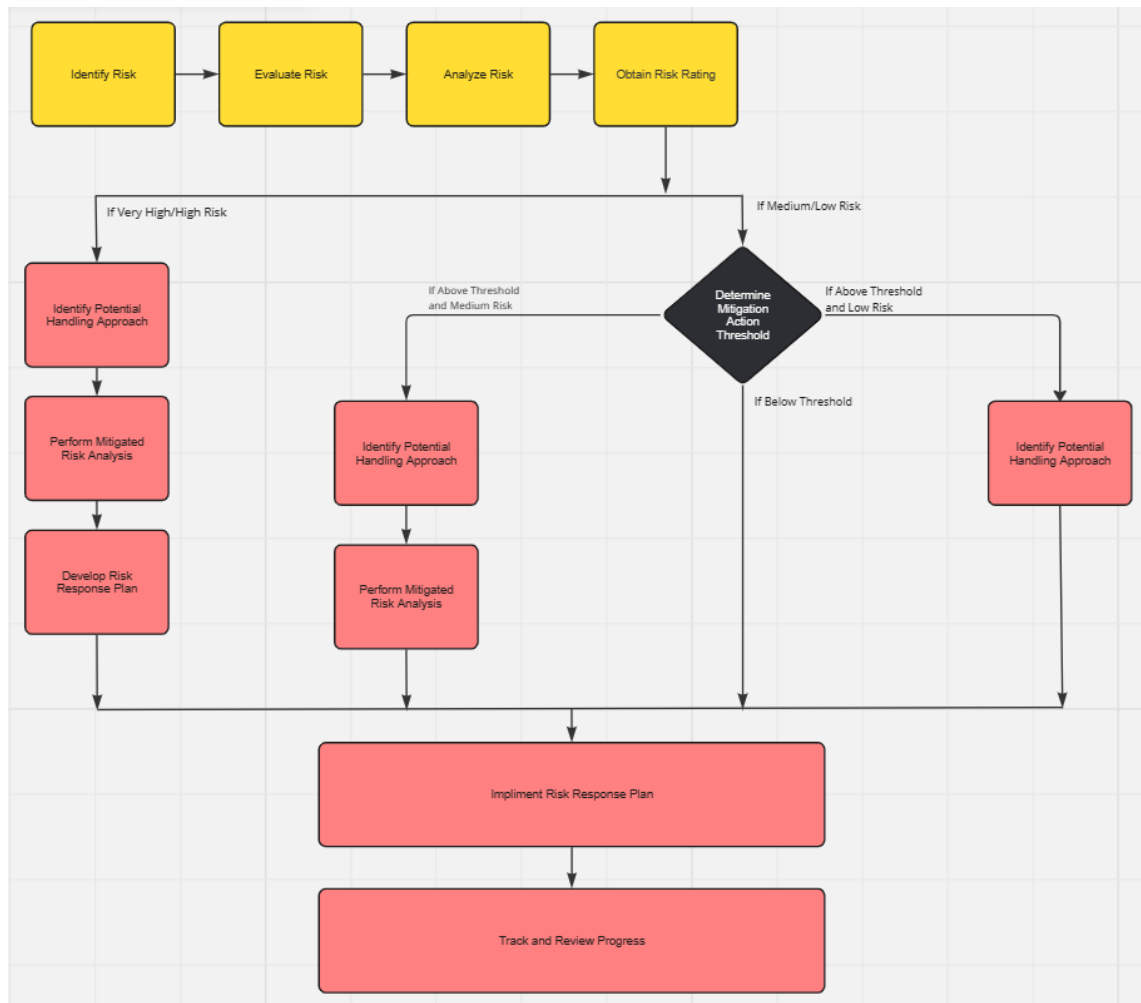 Identify Risk
Evaluate Risk
Analyze Risk
Obtain Risk Rating
If Very High/High Risk
If Medium/Low Risk
Identify Potential
Handling Approach
If Above Threshold
and Medium Risk
Determine
Mitigation
Action
Threshold
If Above Threshold
and Low Risk
If Below Threshold
Perform Mitigated
Risk Analysis
Identify Potential
Handling Approach
Identify Potential
Handling Approach
Develop Risk
Response Plan
Perform Mitigated
Risk Analysis
Impliment Risk Response Plan
Track and Review Progress